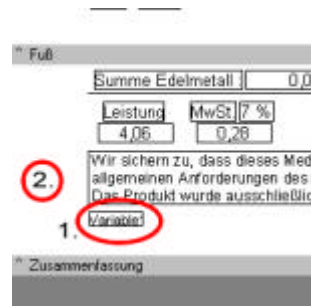 ^ Fuß
Summe Edelmetall 0,0
Leistung MwSt. 7 %
4,06 0,28
Wir sichern zu, dass dieses Med
2. allgemeinen Anforderungen des
Das Produkt wurde ausschließlic
1. Variable1
^ Zusammenfassung